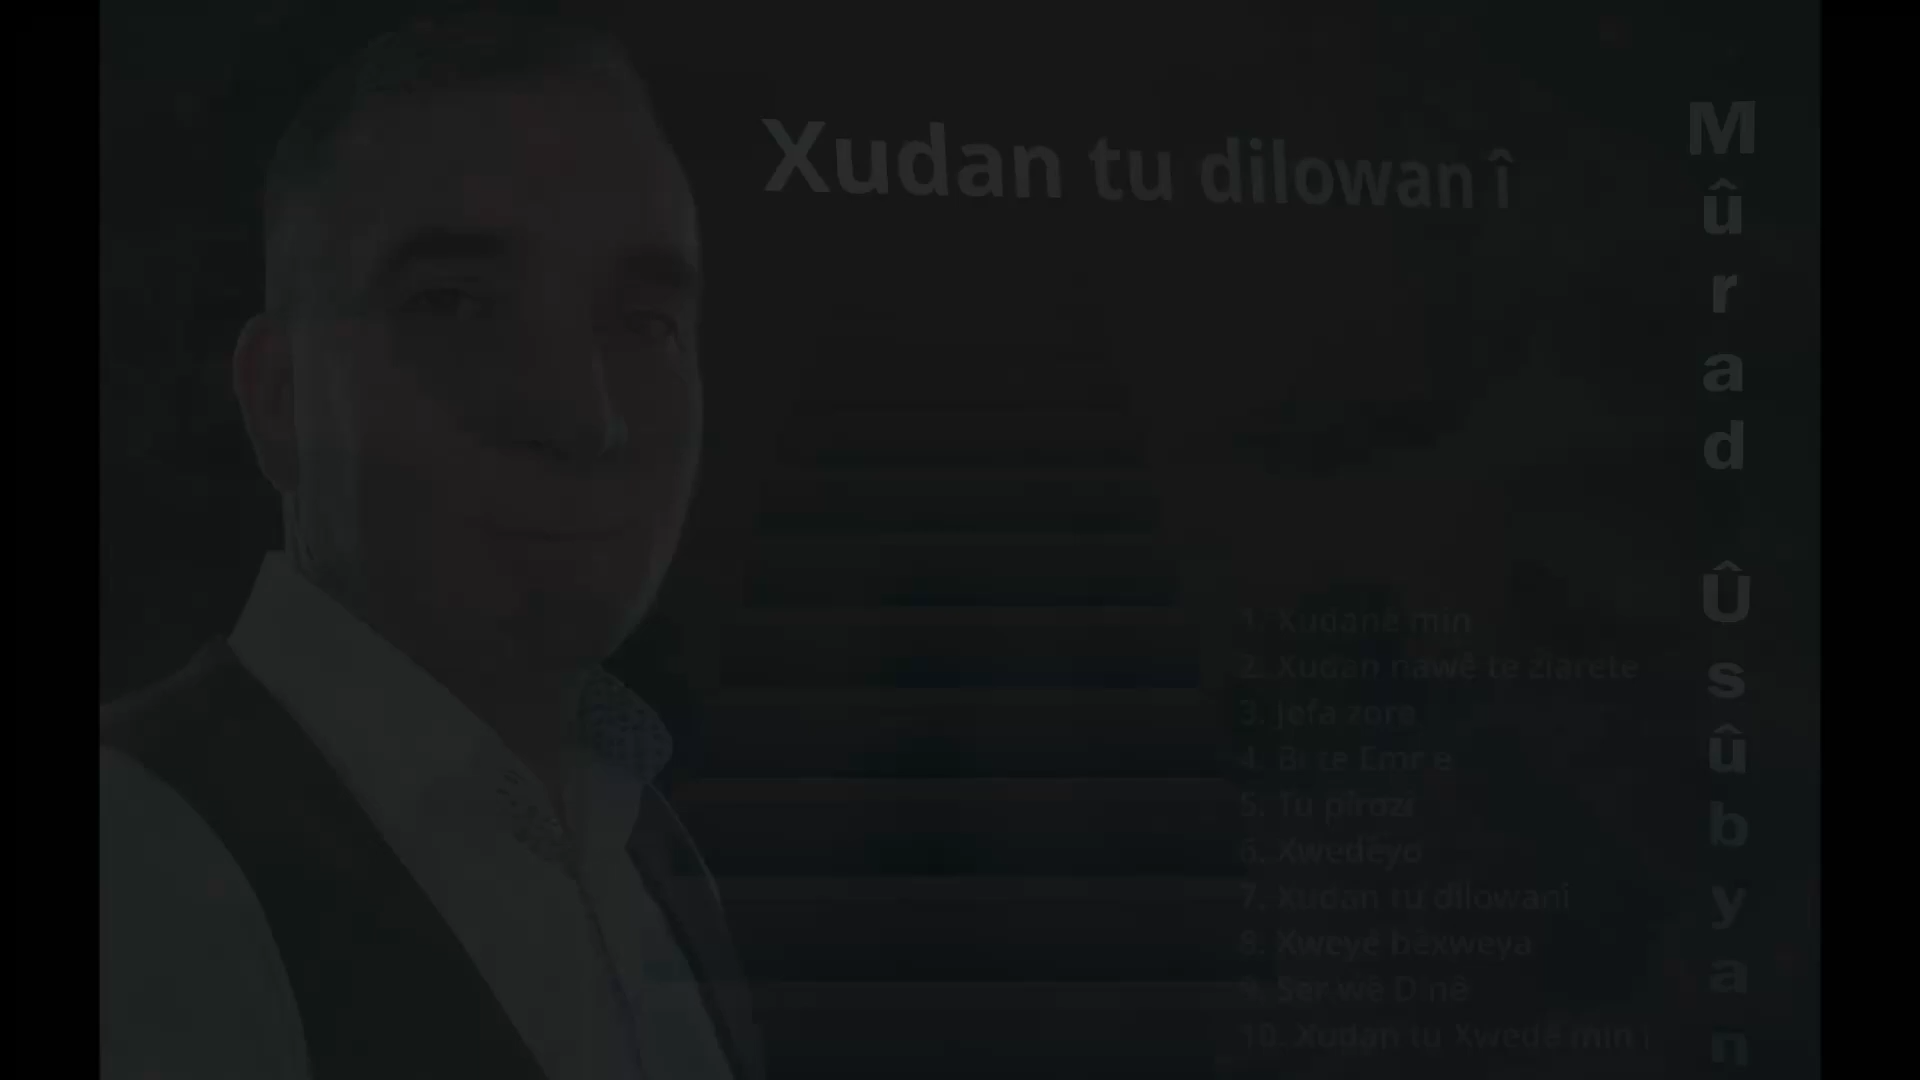 Xudan tu dilowan î
Mûrad Ûsûbyan
1. Xudane min
2. Xudan nawê te ziarete
3. Jefa zore
4. Bi te Emr e
5. Tu pîrozî
6. Xwedêyo
7. Xudan tu dilowanî
8. Xweyê bêxweya
9. Ser wê Dinê
10. Xudan tu Xwedê min